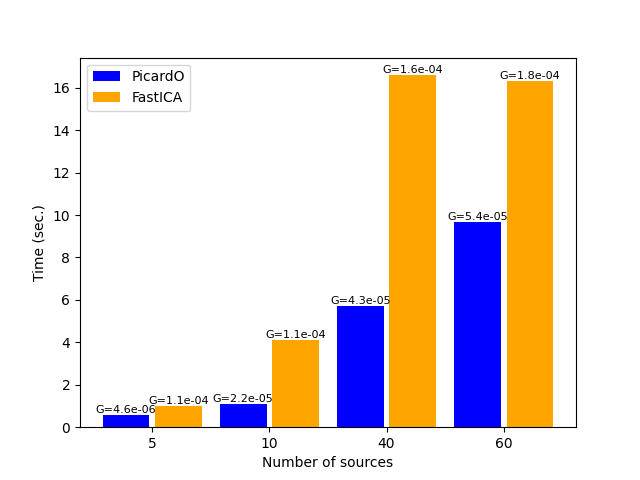 PicardO
FastICA
G=4.6e-06
G=1.1e-04
G=2.2e-05
G=1.1e-04
G=4.3e-05
G=1.6e-04
G=5.4e-05
G=1.8e-04
16
14
12
10
8
6
4
2
0
Time (sec.)
5
10
40
60
Number of sources